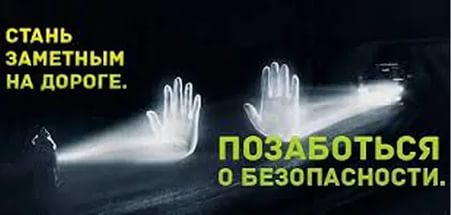 СТАНЬ
ЗАМЕТНЫМ
НА ДОРОГЕ.
ПОЗАБОТЬСЯ
О БЕЗОПАСНОСТИ.